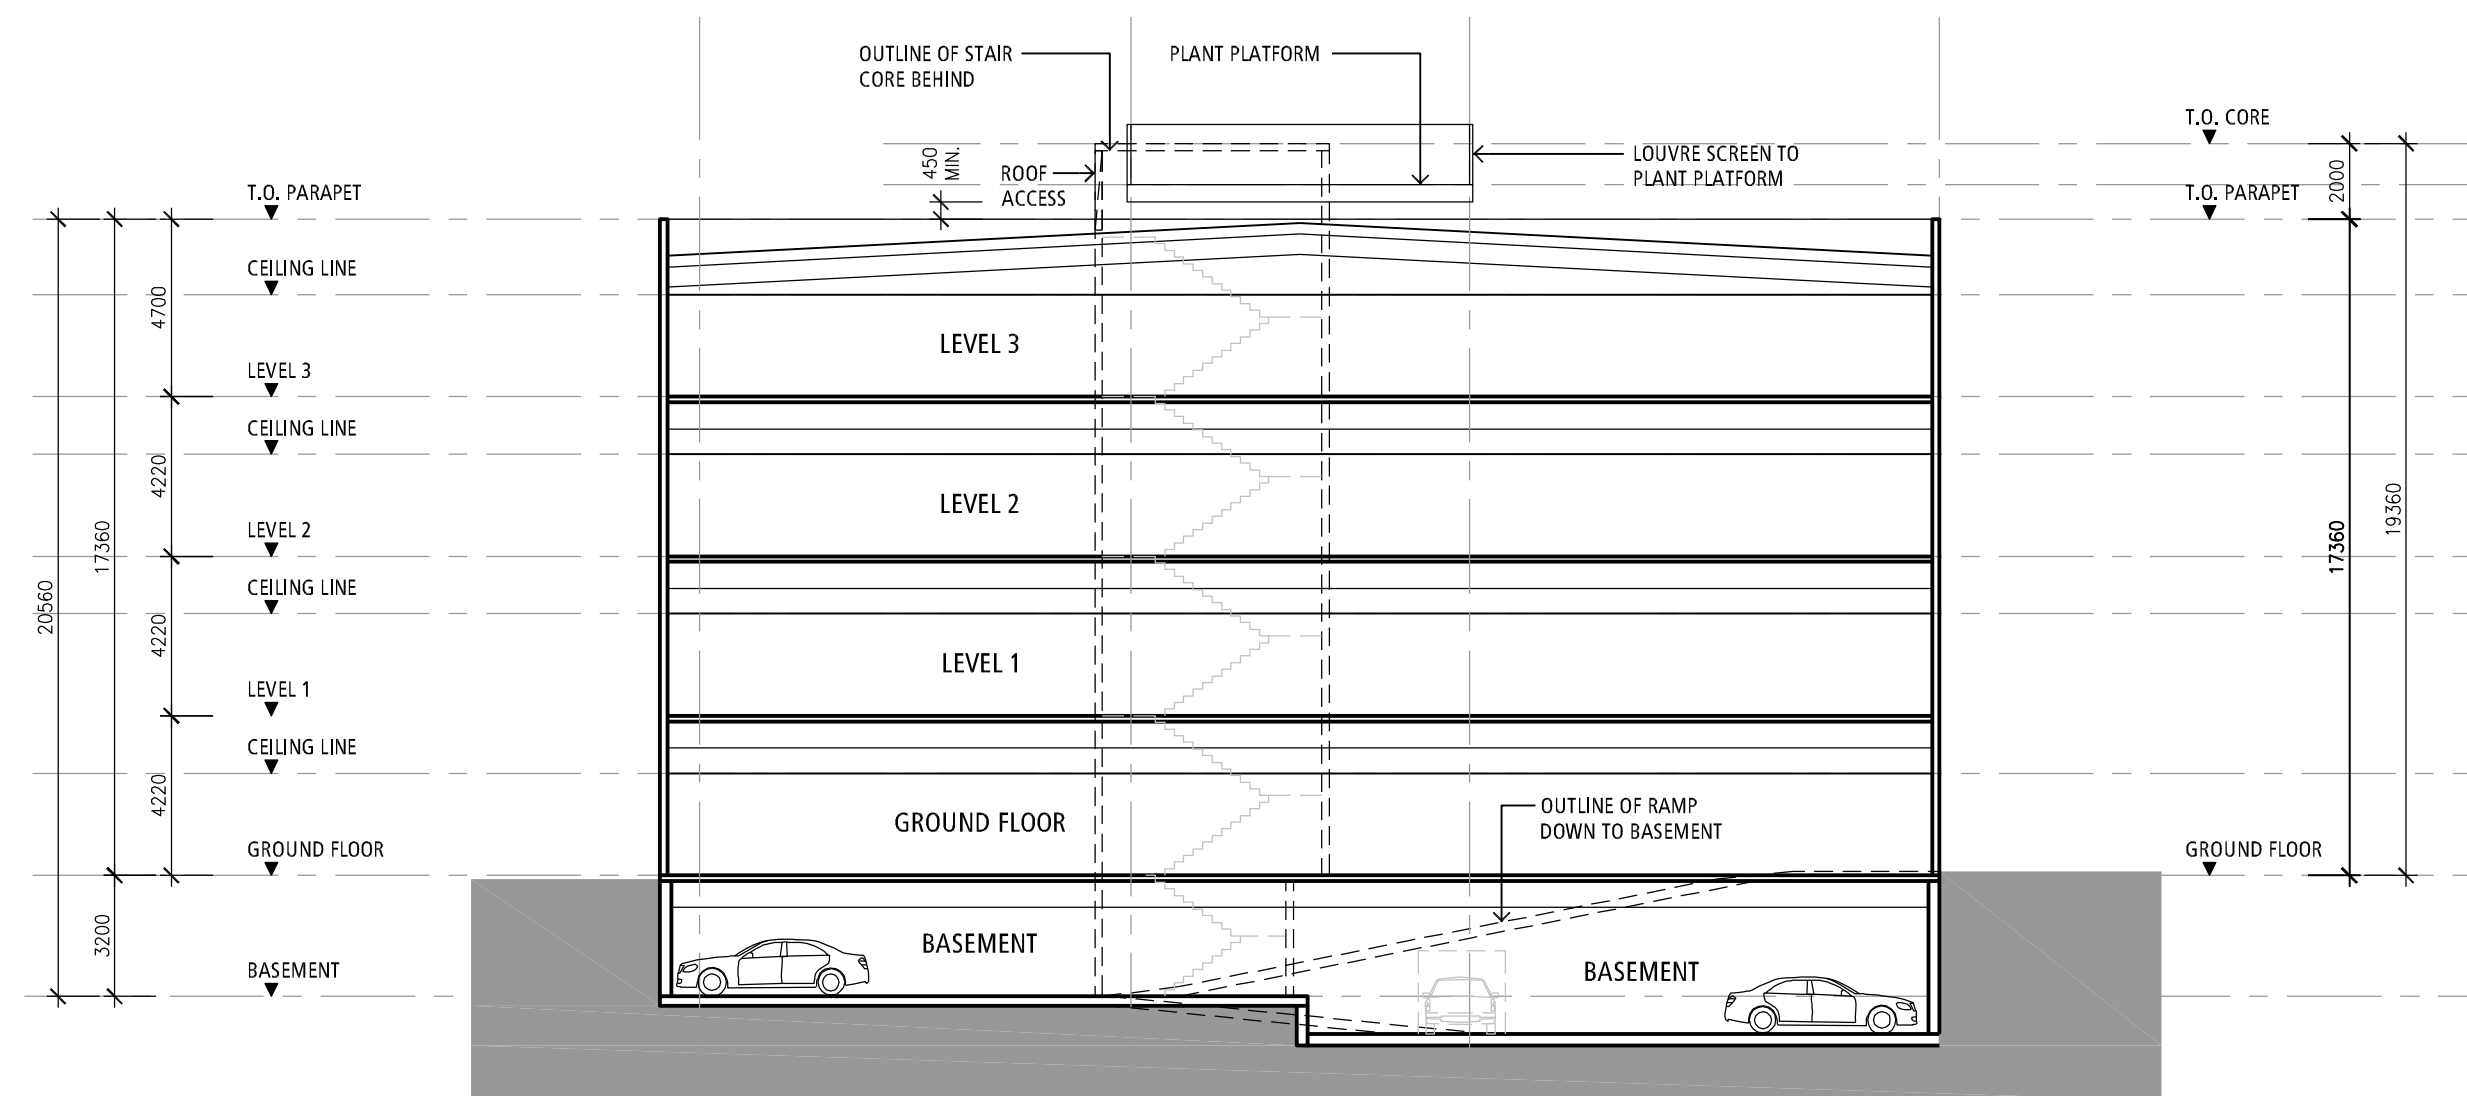 OUTLINE OF STAIR
CORE BEHIND
PLANT PLATFORM
T.O. CORE
450
MIN.
ROOF
ACCESS
LOUVRE SCREEN TO
PLANT PLATFORM
2000
T.O. PARAPET
T.O. PARAPET
CEILING LINE
4700
LEVEL 3
LEVEL 3
CEILING LINE
4220
LEVEL 2
LEVEL 2
17360
17360
19360
20560
CEILING LINE
4220
LEVEL 1
LEVEL 1
CEILING LINE
4220
GROUND FLOOR
OUTLINE OF RAMP
DOWN TO BASEMENT
GROUND FLOOR
GROUND FLOOR
3200
BASEMENT
BASEMENT
BASEMENT